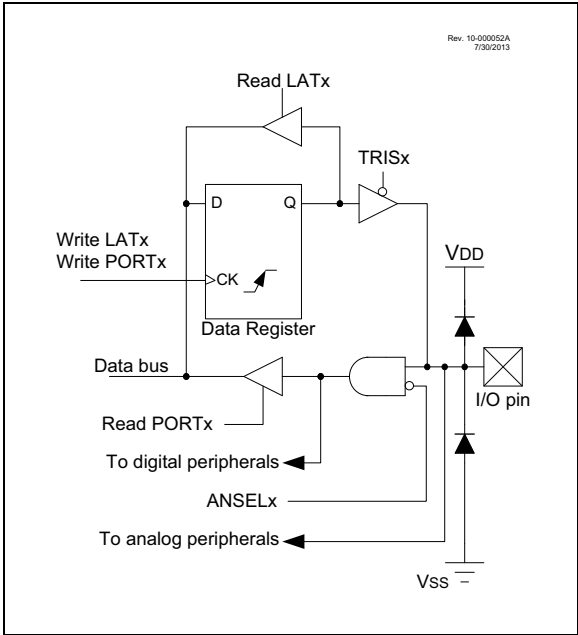 Rev. 10-000052A
7/30/2013
Read LATx
TRISx
D
Q
Write LATx
Write PORTx
CK
VDD
Data Register
Data bus
I/O pin
Read PORTx
To digital peripherals
ANSELx
To analog peripherals
Vss